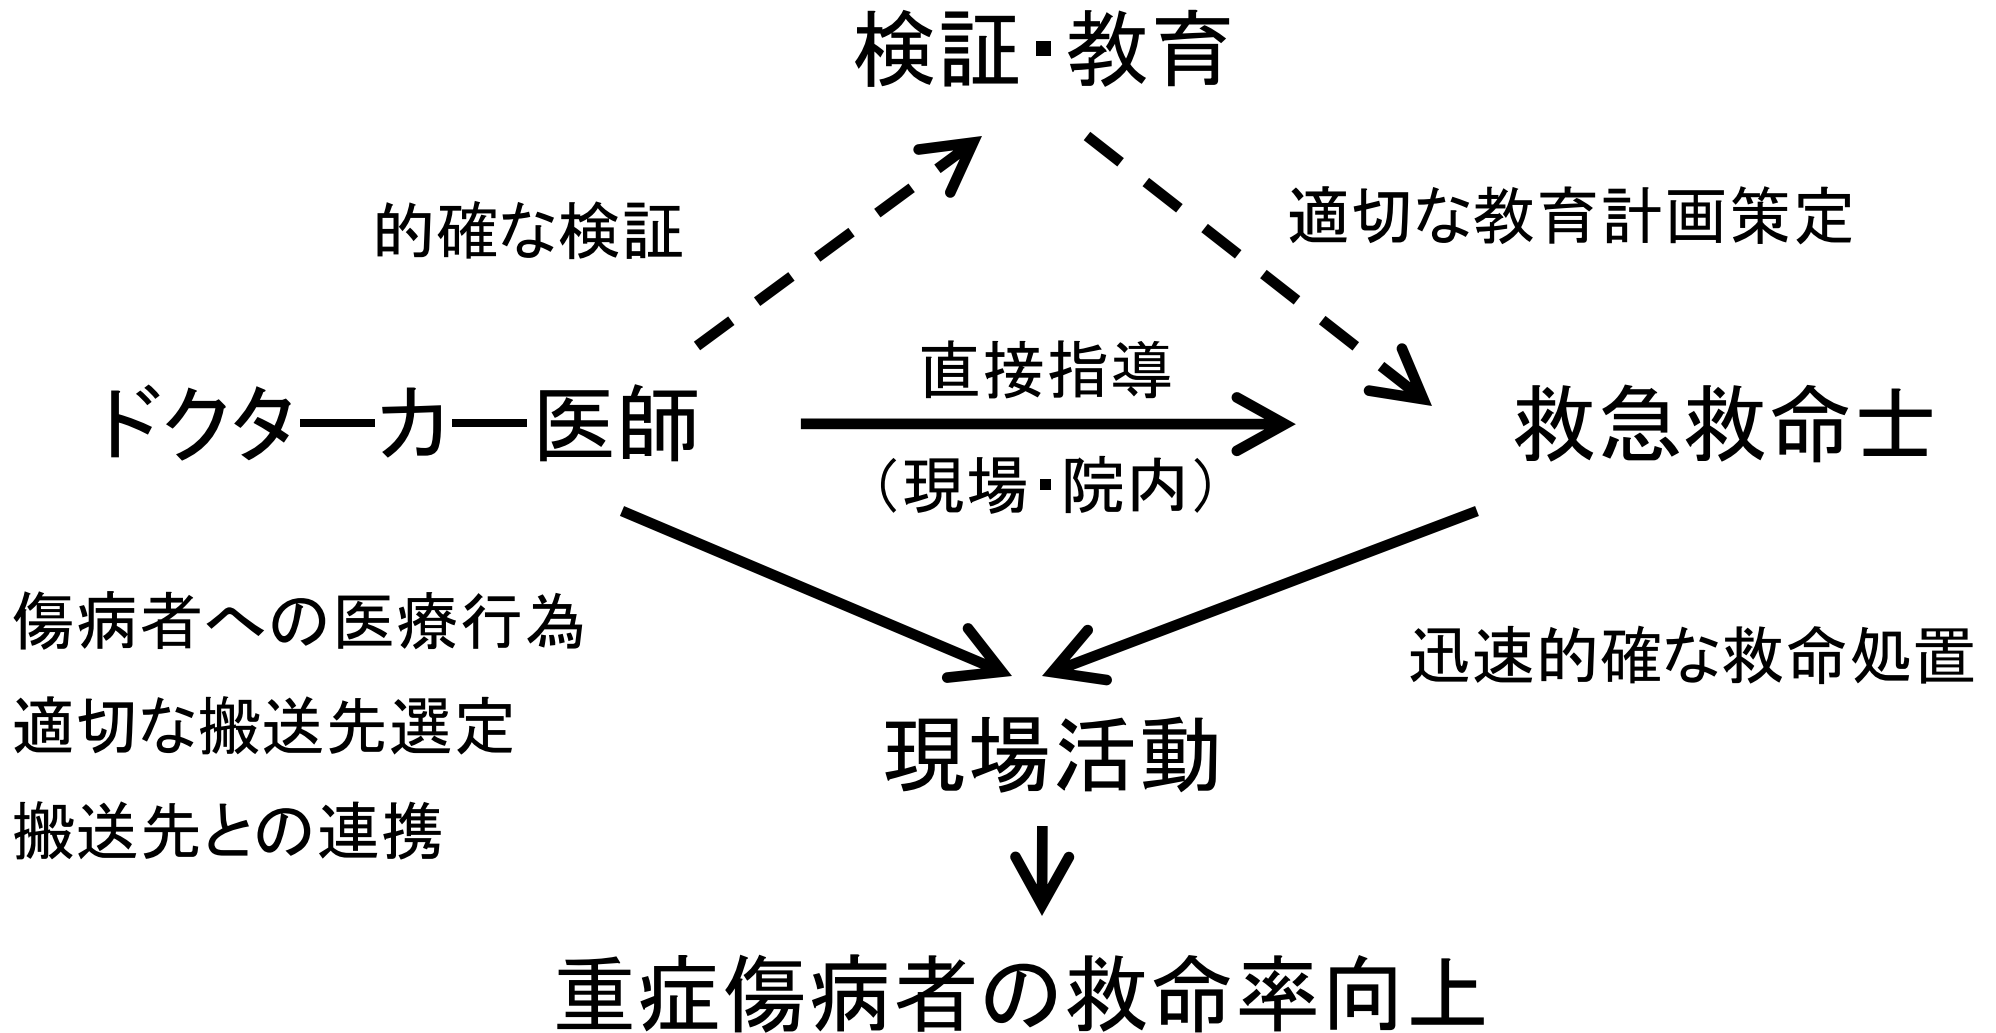 検証・教育
的確な検証
適切な教育計画策定
直接指導
ドクターカー医師
救急救命士
（現場・院内）
傷病者への医療行為
迅速的確な救命処置
適切な搬送先選定
現場活動
搬送先との連携
重症傷病者の救命率向上